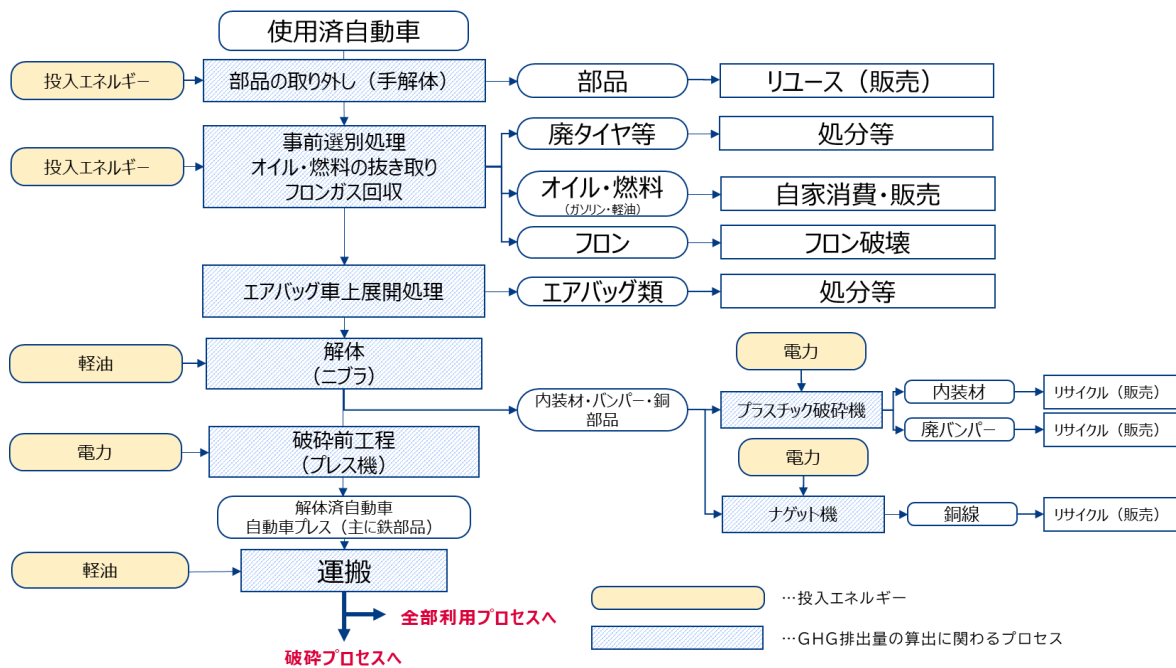 使用済自動車
投入エネルギー
部品の取り外し（手解体）
部品
リユース（販売）
投入エネルギー
事前選別処理
オイル・燃料の抜き取り
フロンガス回収
廃タイヤ等
処分等
オイル・燃料
（ガソリン・軽油）
自家消費・販売
フロン
フロン破壊
エアバッグ車上展開処理
エアバッグ類
処分等
軽油
解体
（ニブラ）
内装材・バンパー・銅
部品
電力
プラスチック破砕機
内装材
リサイクル（販売）
廃バンパー
リサイクル（販売）
電力
破砕前工程
（プレス機）
電力
ナゲット機
銅線
リサイクル（販売）
解体済自動車
自動車プレス（主に鉄部品）
軽油
運搬
全部利用プロセスへ
破砕プロセスへ
…投入エネルギー
…GHG排出量の算出に関わるプロセス